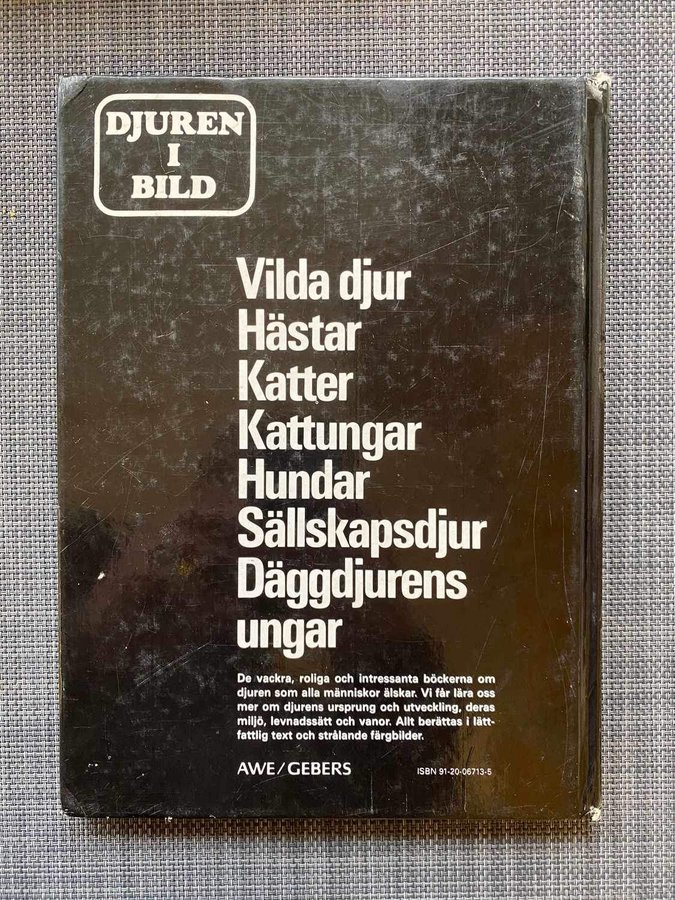 DJUREN
I
BILD
Vilda djur
Hästar
Katter
Kattungar
Hundar
Sällskapsdjur
Däggdjurens
ungar
De vackra, roliga och intressanta böckerna om
djuren som alla människor älskar. Vi får lära oss
mer om djurens ursprung och utveckling, deras
miljö, levnadssätt och vanor. Allt berättas i lätt-
fattlig text och strålande färgbilder.
AWE/GEBERS
ISBN 91-20-06713-5